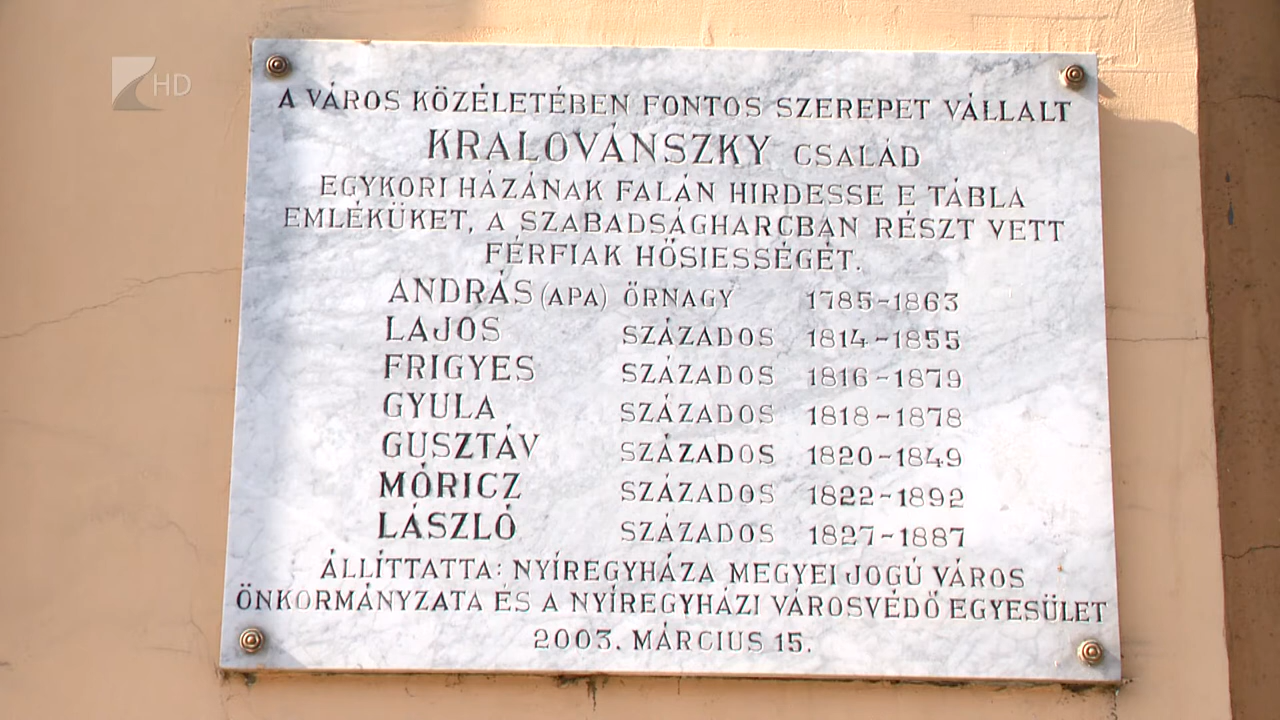 HD
A VÁROS KÖZÉLETÉBEN FONTOS SZEREPET VÁLLALT
KRALOVÁNSZKY CSALÁD
EGYKORI HÁZÁNAK FALÁN HIRDESSE E TÁBLA
EMLÉKÜKET, A SZABADSÁGHARCBAN RÉSZT VETT
FÉRFIAK HŐSIESSÉGÉT.
ANDRÁS (APA) ŐRNAGY 1785-1863
LAJOS SZÁZADOS 1814-1855
FRIGYES SZÁZADOS 1816-1879
GYULA SZÁZADOS 1818-1878
GUSZTÁV SZÁZADOS 1820-1849
MÓRICZ SZÁZADOS 1822-1892
LÁSZLÓ SZÁZADOS 1827-1887
ÁLLÍTTATTA: NYÍREGYHÁZA MEGYEI JOGÚ VÁROS
ÖNKORMÁNYZATA ÉS A NYÍREGYHÁZI VÁROSVÉDŐ EGYESÜLET
2003. MÁRCIUS 15.